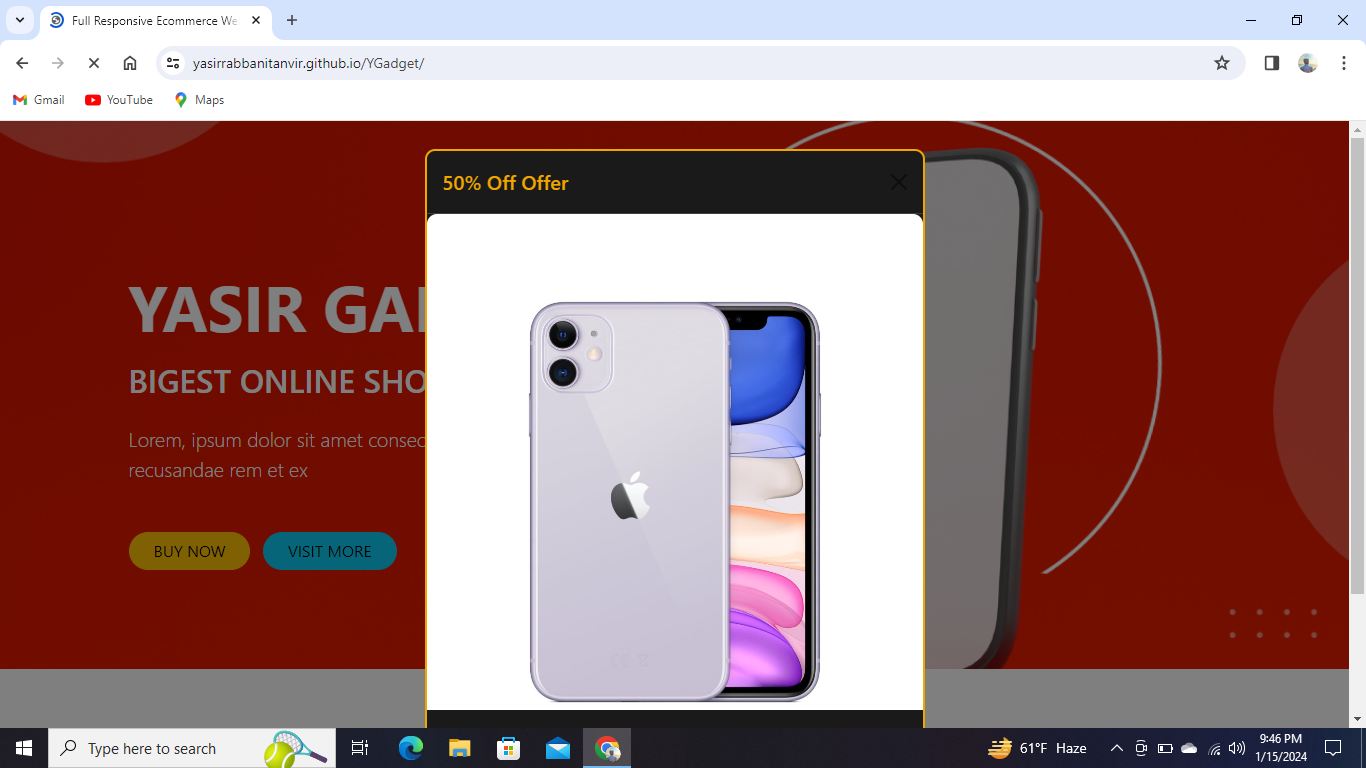 Full Responsive Ecommerce We
yasirrabbanitanvir.github.io/YGadget/
Gmail
YouTube
Maps
50% Off Offer
YASIR GA
BIGEST ONLINE SHO
Lorem, ipsum dolor sit amet consec
recusandae rem et ex
BUY NOW
VISIT MORE
Type here to search
61°F Haze
9:46 PM
1/15/2024